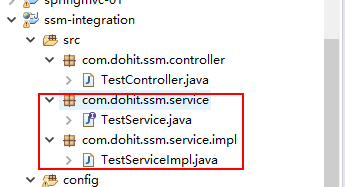 springmvc-01
ssm-integration
src
com.dohit.ssm.controller
TestController.java
com.dohit.ssm.service
TestService.java
com.dohit.ssm.service.impl
TestServiceImpl.java
config